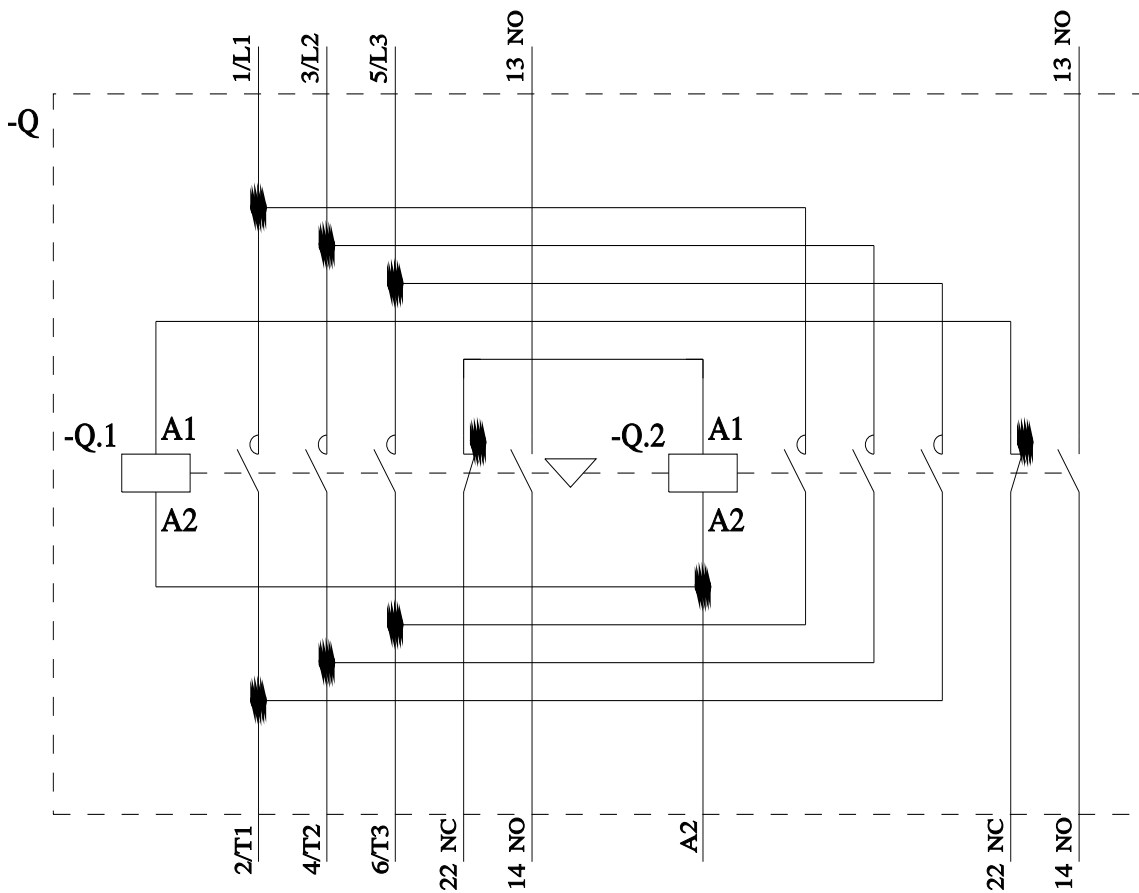 1/L1
3/L2
5/L3
13 NO
13 NO
-Q
-Q.1
A1
A2
-Q.2
A1
A2
2/T1
4/T2
6/T3
22 NC
14 NO
A2
22 NC
14 NO